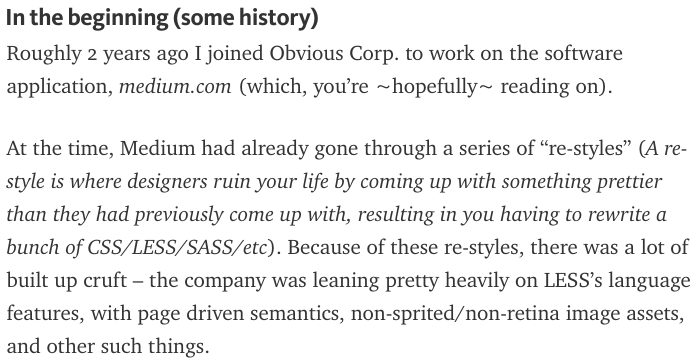 In the beginning (some history)
Roughly 2 years ago I joined Obvious Corp. to work on the software
application, medium.com (which, you’re ~hopefully~ reading on).
At the time, Medium had already gone through a series of “re-styles” (A re-
style is where designers ruin your life by coming up with something prettier
than they had previously come up with, resulting in you having to rewrite a
bunch of CSS/LESS/SASS/etc). Because of these re-styles, there was a lot of
built up cruft – the company was leaning pretty heavily on LESS’s language
features, with page driven semantics, non-sprited/non-retina image assets,
and other such things.